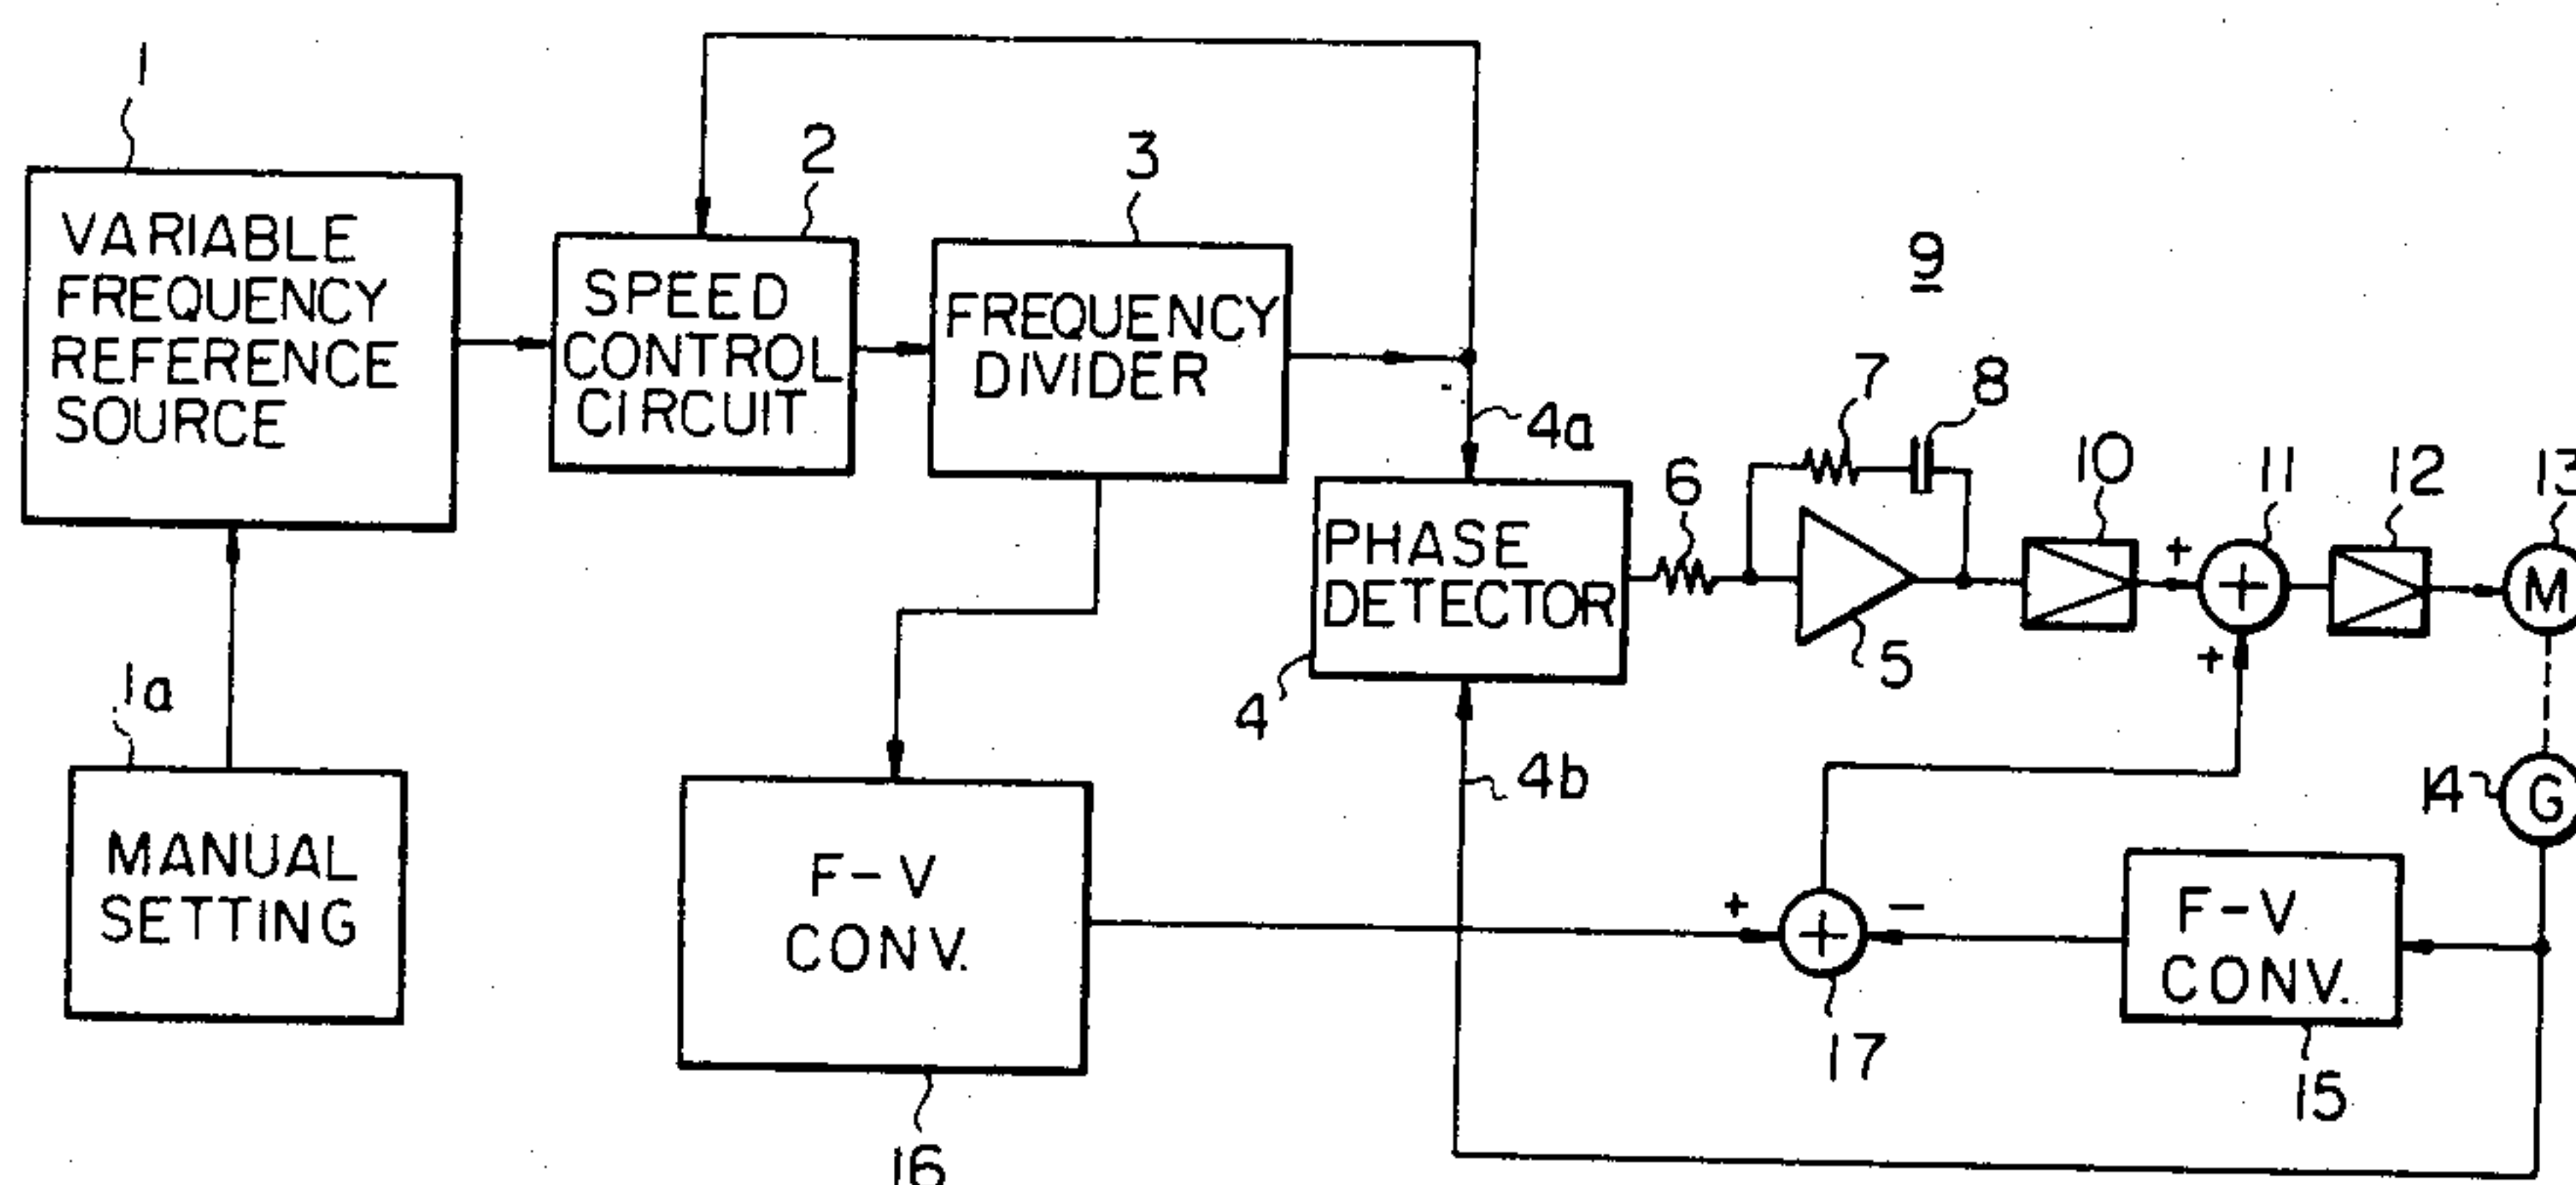 1
VARIABLE
FREQUENCY
REFERENCE
SOURCE
2
SPEED
CONTROL
CIRCUIT
3
FREQUENCY
DIVIDER
9
4a
7
8
6
5
10
11
12
13
+
+
+
M
PHASE
DETECTOR
4
4b
1a
MANUAL
SETTING
F-V
CONV.
16
+
+
−
17
F-V
CONV.
15
14
G